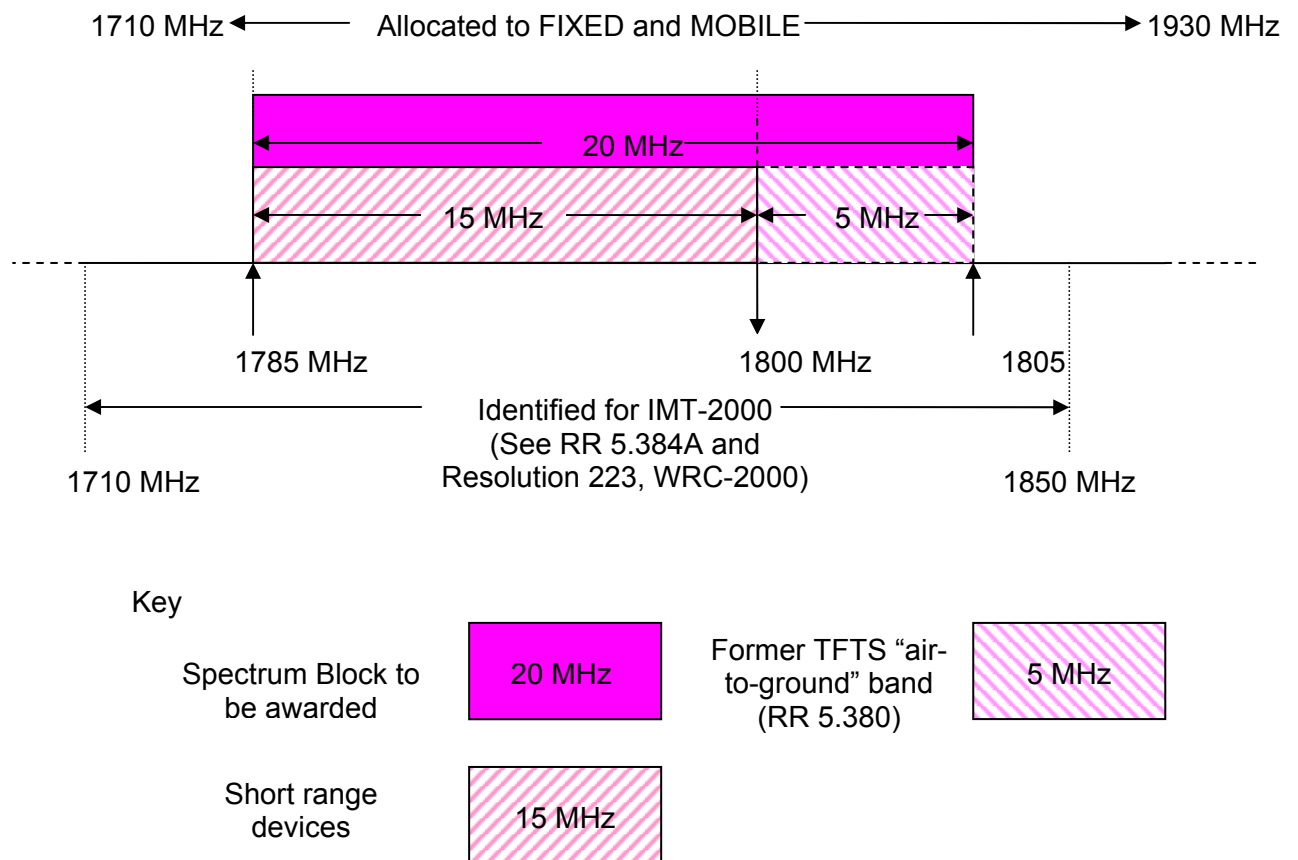 1710 MHz Allocated to FIXED and MOBILE 1930 MHz
20 MHz
15 MHz 5 MHz
1785 MHz 1800 MHz 1805
Identified for IMT-2000
(See RR 5.384A and
Resolution 223, WRC-2000)
1710 MHz 1850 MHz
Key
Spectrum Block to
be awarded
20 MHz
Former TFTS “air-
to-ground” band
(RR 5.380)
5 MHz
Short range
devices
15 MHz